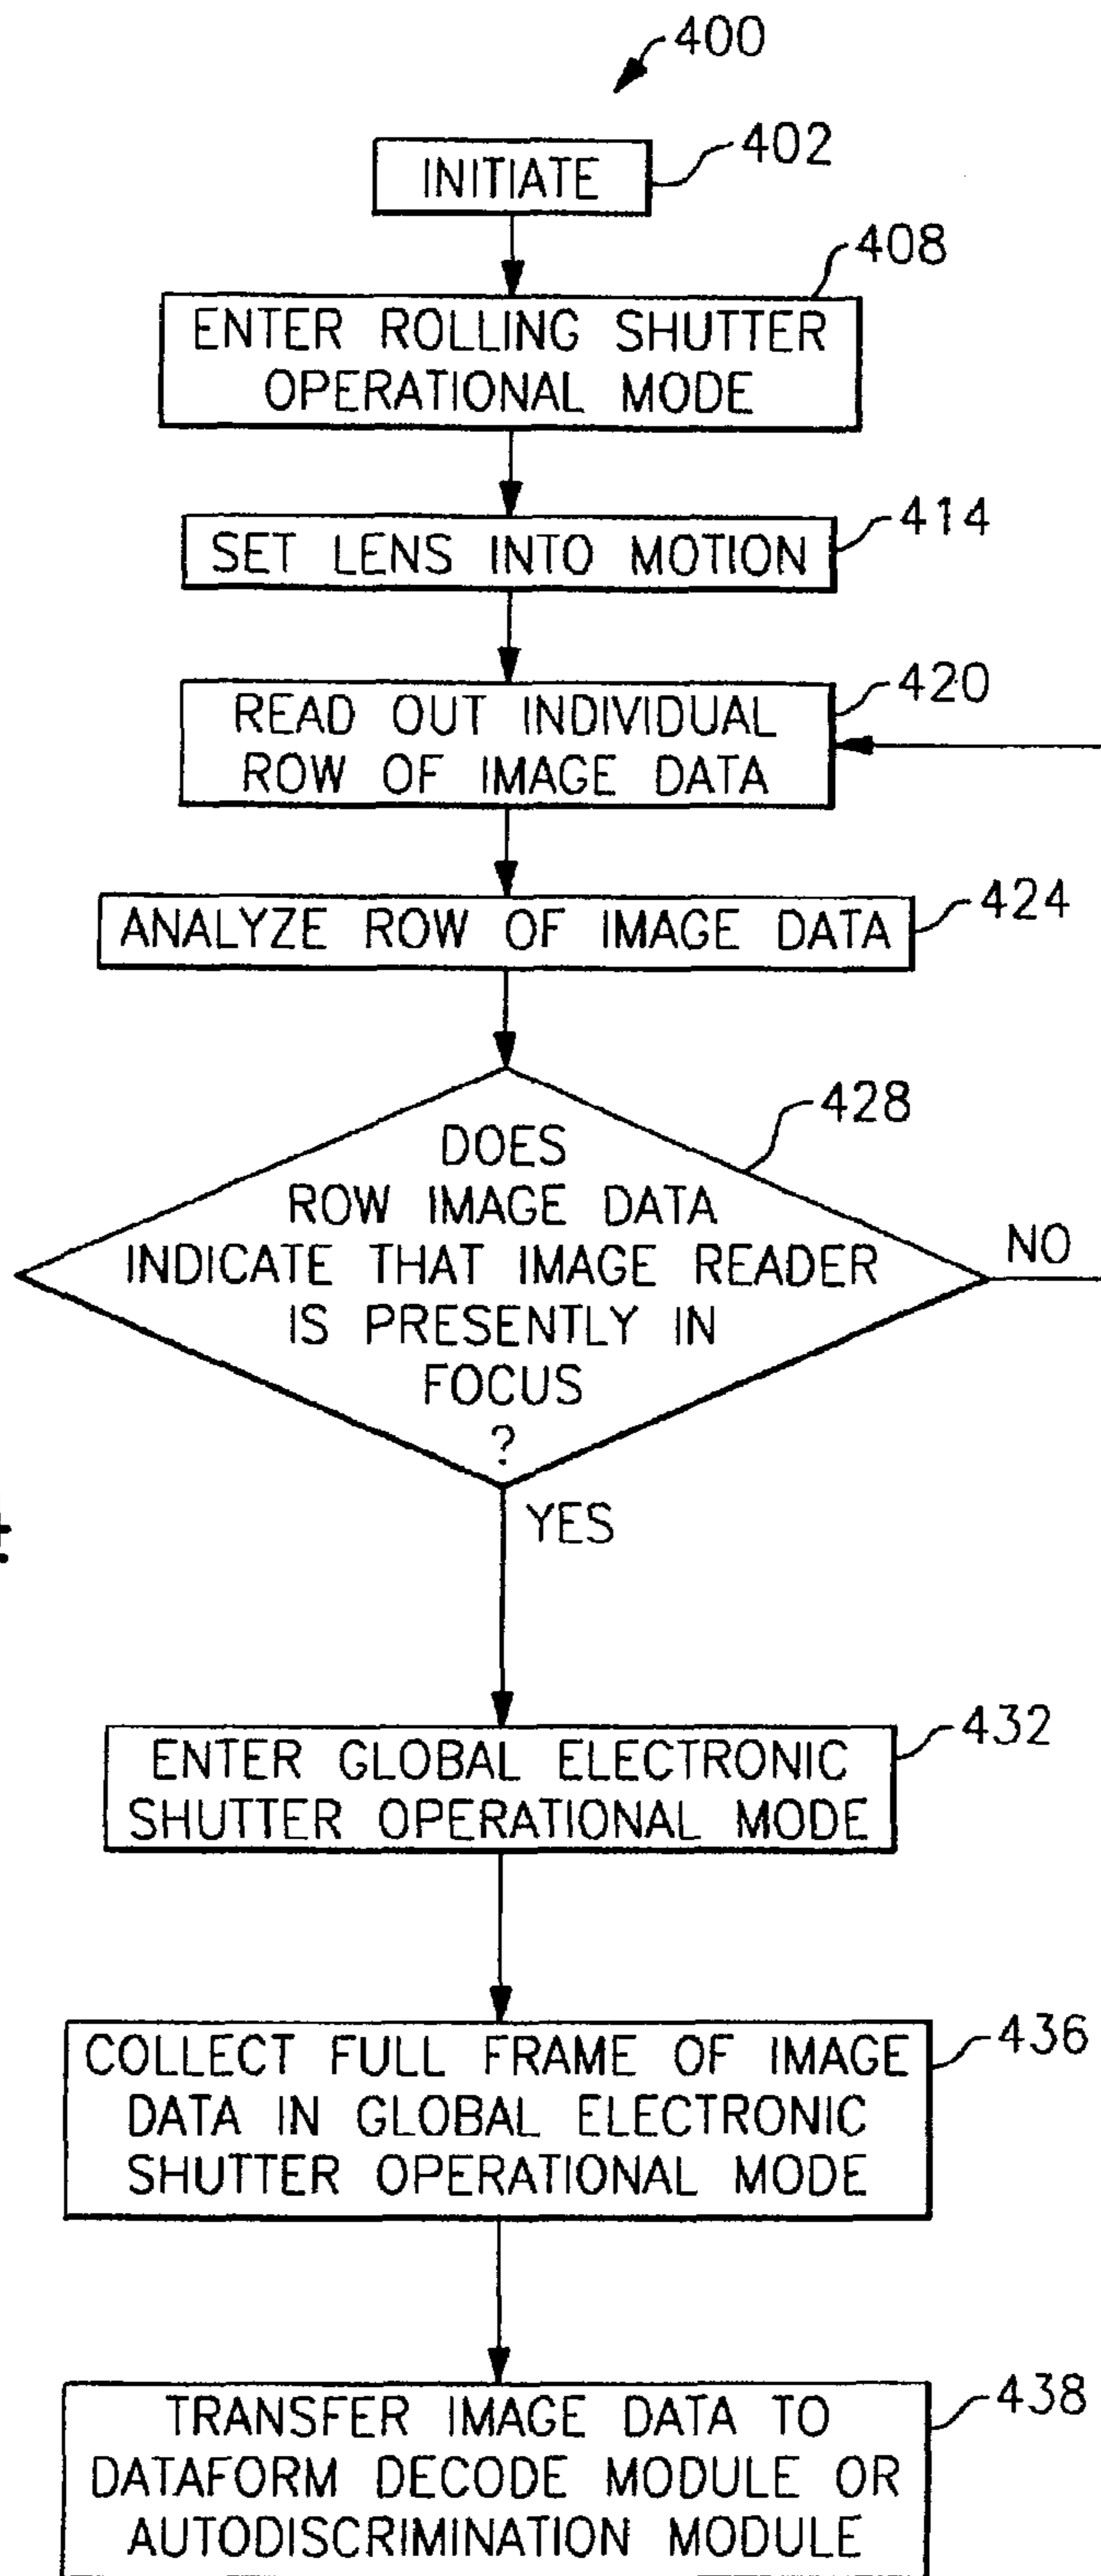 400
INITIATE
402
408
ENTER ROLLING SHUTTER
OPERATIONAL MODE
414
SET LENS INTO MOTION
420
READ OUT INDIVIDUAL
ROW OF IMAGE DATA
424
ANALYZE ROW OF IMAGE DATA
428
DOES
ROW IMAGE DATA
INDICATE THAT IMAGE READER
IS PRESENTLY IN
FOCUS
?
NO
YES
432
ENTER GLOBAL ELECTRONIC
SHUTTER OPERATIONAL MODE
436
COLLECT FULL FRAME OF IMAGE
DATA IN GLOBAL ELECTRONIC
SHUTTER OPERATIONAL MODE
438
TRANSFER IMAGE DATA TO
DATAFORM DECODE MODULE OR
AUTODISCRIMINATION MODULE